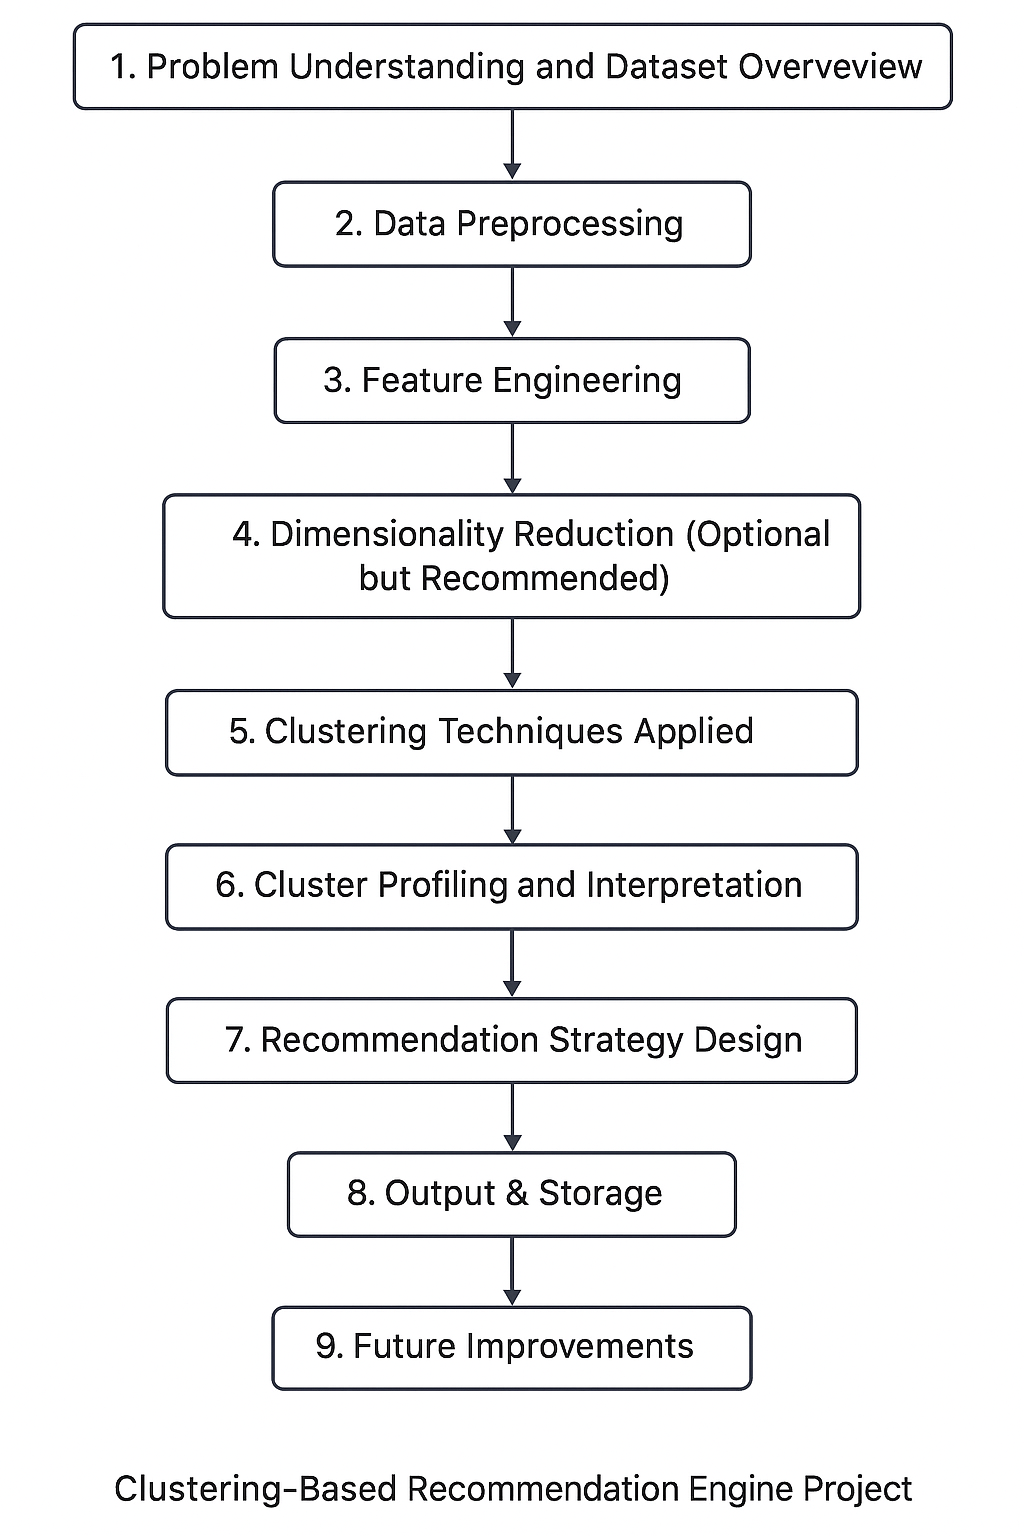 1. Problem Understanding and Dataset Overveview
2. Data Preprocessing
3. Feature Engineering
4. Dimensionality Reduction (Optional
but Recommended)
5. Clustering Techniques Applied
6. Cluster Profiling and Interpretation
7. Recommendation Strategy Design
8. Output & Storage
9. Future Improvements
Clustering-Based Recommendation Engine Project